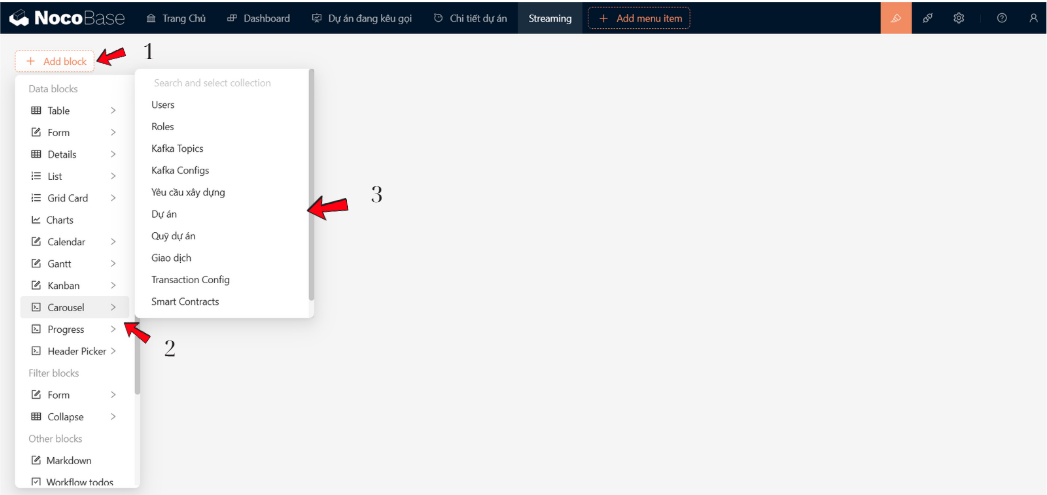 NocoBase
Trang Chủ
Dashboard
Dự án đang kêu gọi
Chi tiết dự án
Streaming
+ Add menu item
+ Add block
1
Data blocks
Table
Form
Details
List
Grid Card
Charts
Calendar
Gantt
Kanban
Carousel
Progress
Header Picker
Filter blocks
Form
Collapse
Other blocks
Markdown
Workflow todos
2
Search and select collection
Users
Roles
Kafka Topics
Kafka Configs
Yêu cầu xây dựng
Dự án
Quỹ dự án
Giao dịch
Transaction Config
Smart Contracts
3